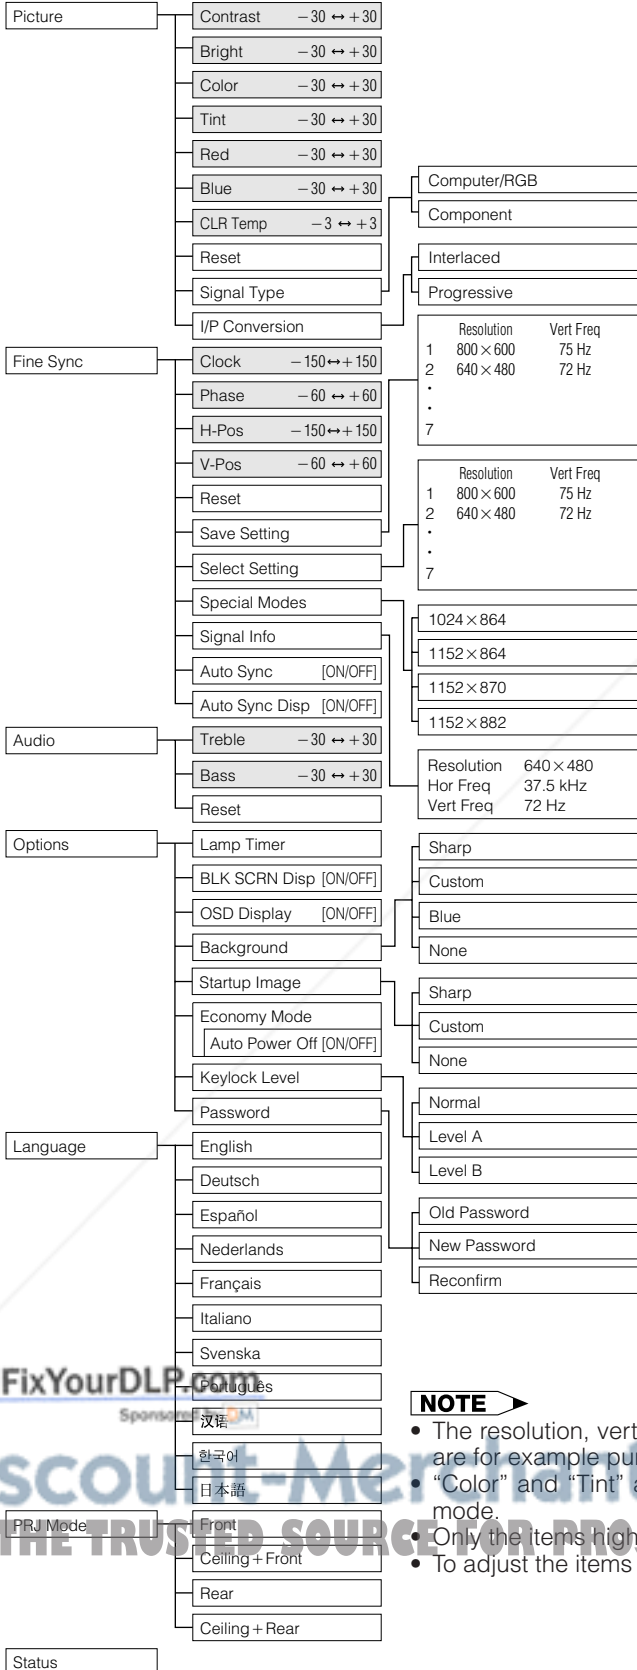 Picture
Contrast −30 ↔ +30
Bright −30 ↔ +30
Color −30 ↔ +30
Tint −30 ↔ +30
Red −30 ↔ +30
Blue −30 ↔ +30
CLR Temp −3 ↔ +3
Reset
Signal Type
I/P Conversion
Computer/RGB
Component
Interlaced
Progressive
Fine Sync
Clock −150↔+150
Phase −60 ↔ +60
H-Pos −150↔+150
V-Pos −60 ↔ +60
Reset
Save Setting
Select Setting
Special Modes
Signal Info
Auto Sync [ON/OFF]
Auto Sync Disp [ON/OFF]
Resolution Vert Freq
1 800×600 75 Hz
2 640×480 72 Hz
•
•
7
Resolution Vert Freq
1 800×600 75 Hz
2 640×480 72 Hz
•
•
7
1024×864
1152×864
1152×870
1152×882
Resolution 640×480
Hor Freq 37.5 kHz
Vert Freq 72 Hz
Audio
Treble −30 ↔ +30
Bass −30 ↔ +30
Reset
Options
Lamp Timer
BLK SCRN Disp [ON/OFF]
OSD Display [ON/OFF]
Background
Startup Image
Economy Mode
Auto Power Off [ON/OFF]
Keylock Level
Password
Sharp
Custom
Blue
None
Sharp
Custom
None
Normal
Level A
Level B
Old Password
New Password
Reconfirm
Language
English
Deutsch
Español
Nederlands
Français
Italiano
Svenska
Português
汉语
한국어
日本語
PRJ Mode
Front
Ceiling+Front
Rear
Ceiling+Rear
Status
NOTE
• The resolution, vert
are for example pu
• “Color” and “Tint” a
mode.
• Only the items high
• To adjust the items
FixYourDLP.com
Sponsored by DM
scount-Merchan
THE TRUSTED SOURCE FOR PROS